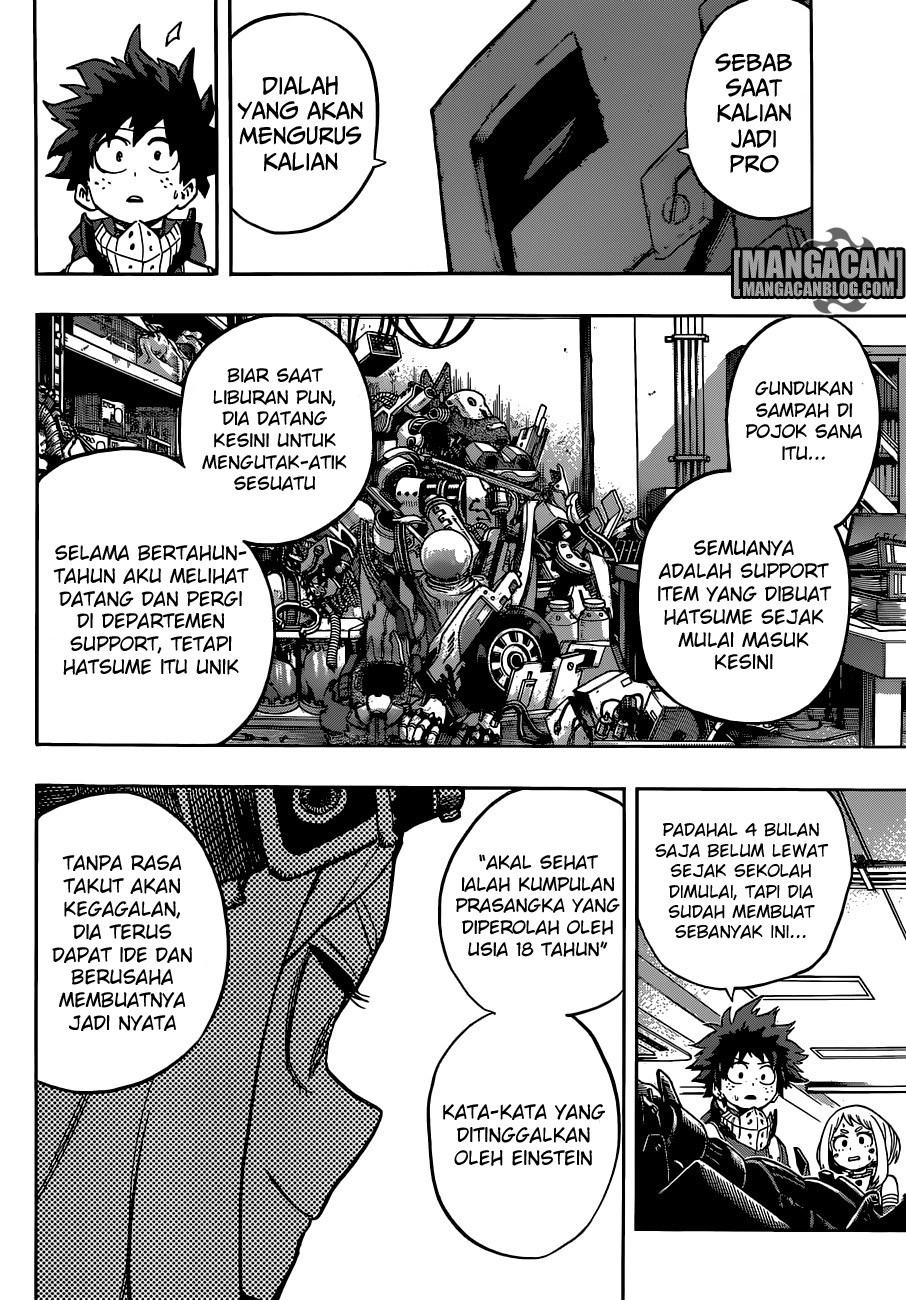 SEBAB
SAAT
KALIAN
JADI
PRO
DIALAH
YANG AKAN
MENGURUS
KALIAN
MANGACAN
MANGACANBLOG.COM
GUNDUKAN
SAMPAH DI
POJOK SANA
ITU...
SEMUANYA
ADALAH SUPPORT
ITEM YANG DIBUAT
HATSUME SEJAK
MULAI MASUK
KESINI
BIAR SAAT
LIBURAN PUN,
DIA DATANG
KESINI UNTUK
MENGUTAK-ATIK
SESUATU
SELAMA BERTAHUN-
TAHUN AKU MELIHAT
DATANG DAN PERGI
DI DEPARTEMEN
SUPPORT, TETAPI
HATSUME ITU UNIK
PADAHAL 4 BULAN
SAJA BELUM LEWAT
SEJAK SEKOLAH
DIMULAI, TAPI DIA
SUDAH MEMBUAT
SEBANYAK INI...
"AKAL SEHAT
IALAH KUMPULAN
PRASANGKA YANG
DIPEROLAH OLEH
USIA 18 TAHUN"
KATA-KATA YANG
DITINGGALKAN
OLEH EINSTEIN
TANPA RASA
TAKUT AKAN
KEGAGALAN,
DIA TERUS
DAPAT IDE DAN
BERUSAHA
MEMBUATNYA
JADI NYATA